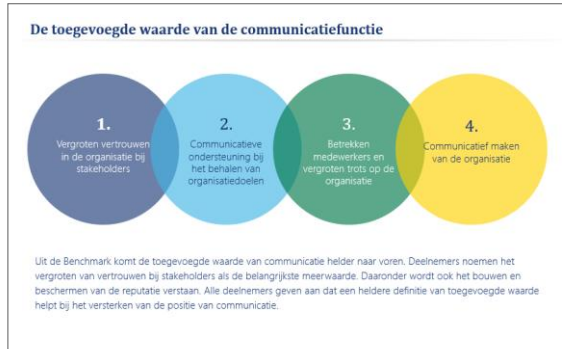 De toegevoegde waarde van de communicatiefunctie
1.
Vergroten vertrouwen
in de organisatie bij
stakeholders
2.
Communicatieve
ondersteuning bij
het behalen van
organisatiedoelen
3.
Betrekken
medewerkers en
vergroten trots op de
organisatie
4.
Communicatief maken
van de organisatie
Uit de Benchmark komt de toegevoegde waarde van communicatie helder naar voren. Deelnemers noemen het
vergroten van vertrouwen bij stakeholders als de belangrijkste meerwaarde. Daaronder wordt ook het bouwen en
beschermen van de reputatie verstaan. Alle deelnemers geven aan dat een heldere definitie van toegevoegde waarde
helpt bij het versterken van de positie van communicatie.